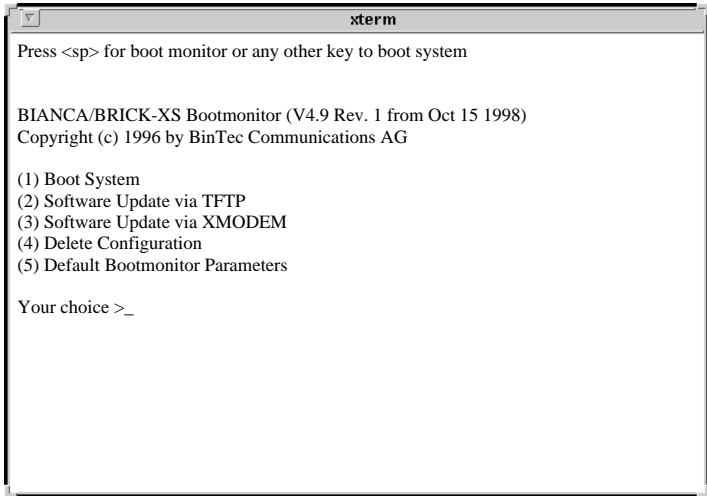 xterm
Press <sp> for boot monitor or any other key to boot system
BIANCA/BRICK-XS Bootmonitor (V4.9 Rev. 1 from Oct 15 1998)
Copyright (c) 1996 by BinTec Communications AG
(1) Boot System
(2) Software Update via TFTP
(3) Software Update via XMODEM
(4) Delete Configuration
(5) Default Bootmonitor Parameters
Your choice >_